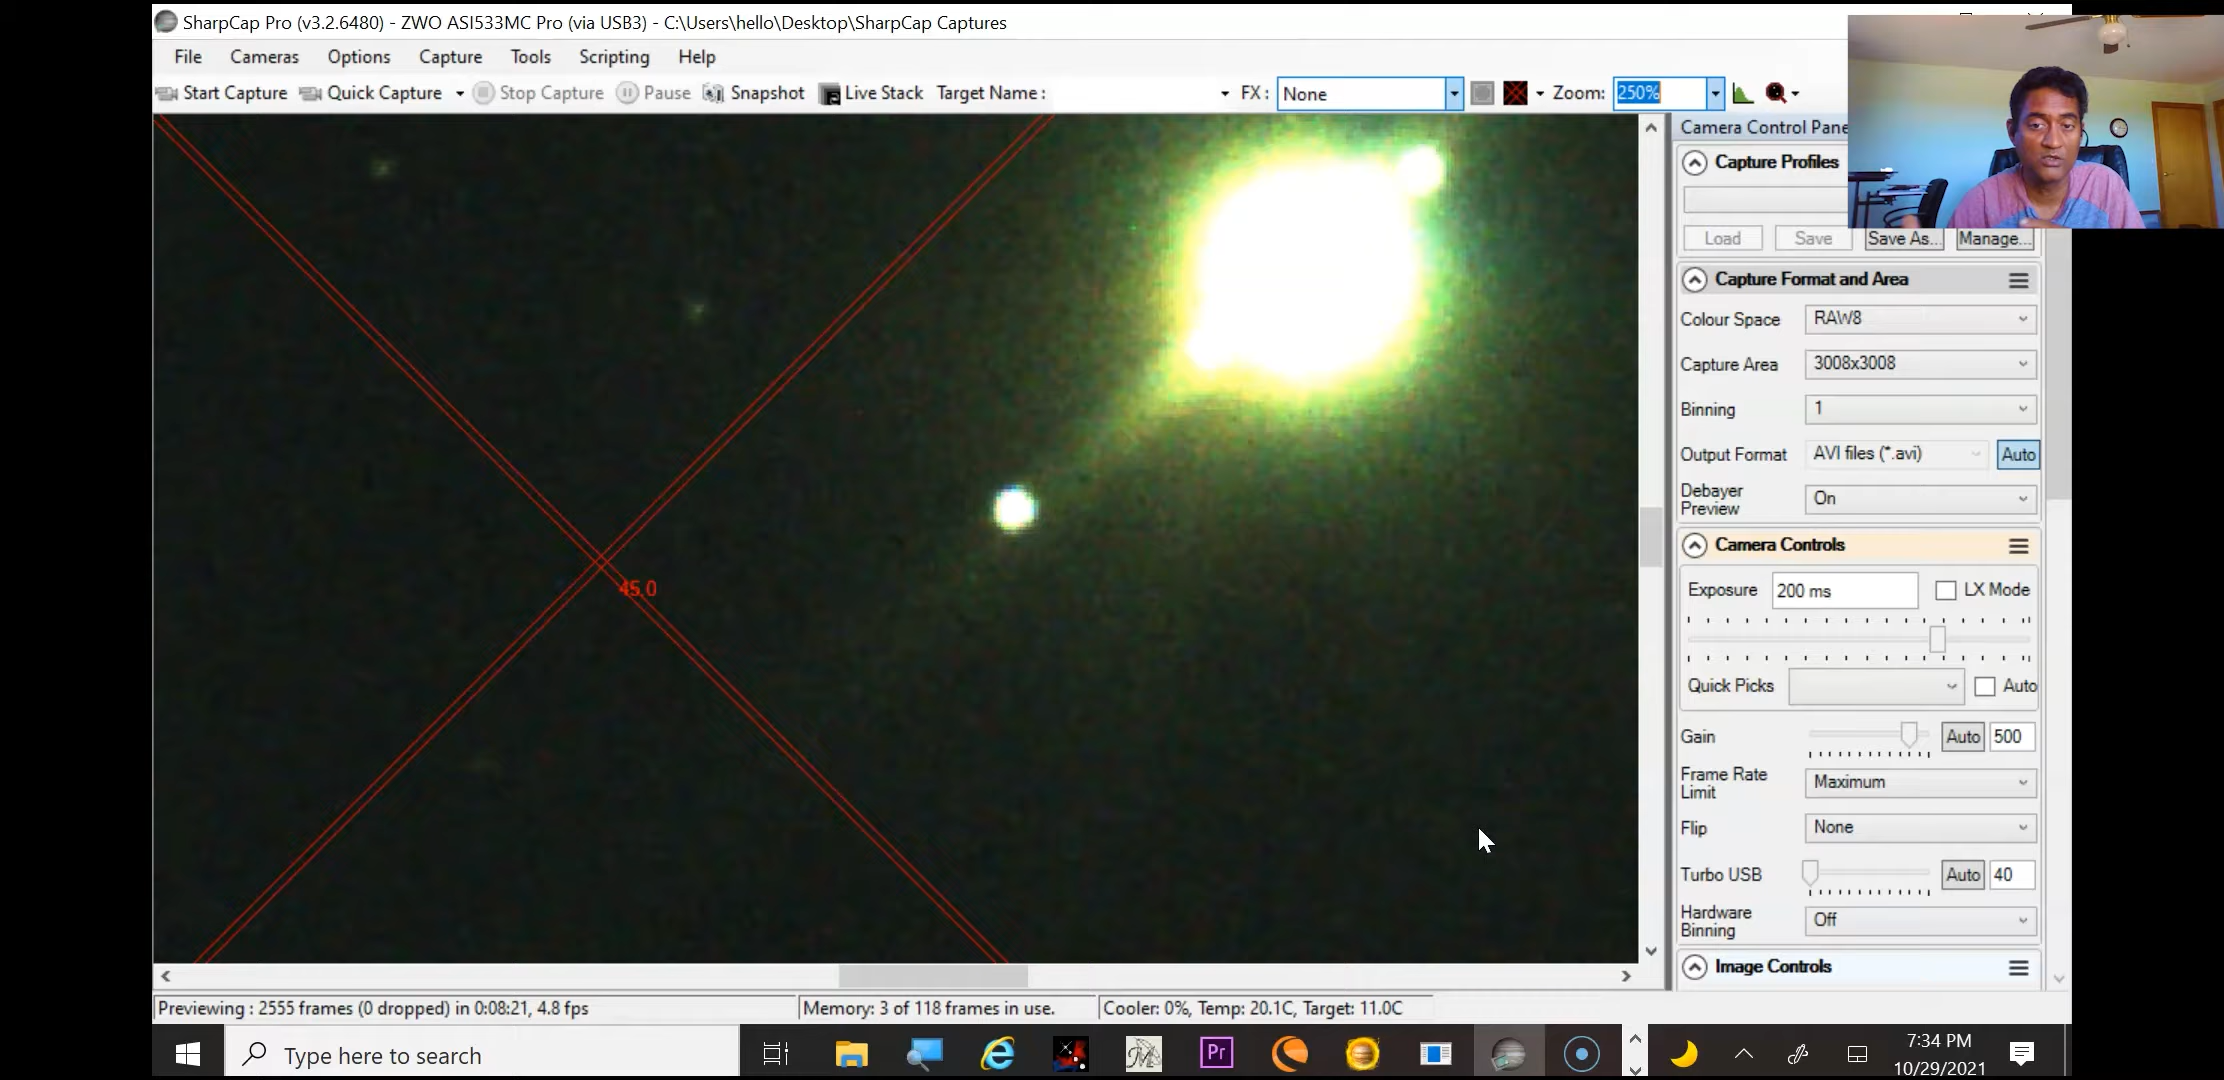 SharpCap Pro (v3.2.6480) - ZWO ASI533MC Pro (via USB3) - C:\Users\hello\Desktop\SharpCap Captures
File Cameras Options Capture Tools Scripting Help
Start Capture Quick Capture Stop Capture Pause Snapshot Live Stack Target Name : FX : None Zoom: 250%
Camera Control Pane
Capture Profiles
Load Save Save As... Manage...
Capture Format and Area
Colour Space RAW8
Capture Area 3008x3008
Binning 1
Output Format AVI files (*.avi) Auto
Debayer Preview On
Camera Controls
Exposure 200 ms LX Mode
45.0
Quick Picks Auto
Gain Auto 500
Frame Rate Limit Maximum
Flip None
Turbo USB Auto 40
Hardware Binning Off
Image Controls
Previewing : 2555 frames (0 dropped) in 0:08:21, 4.8 fps Memory: 3 of 118 frames in use. Cooler: 0%, Temp: 20.1C, Target: 11.0C
Type here to search
Pr
7:34 PM
10/29/2021